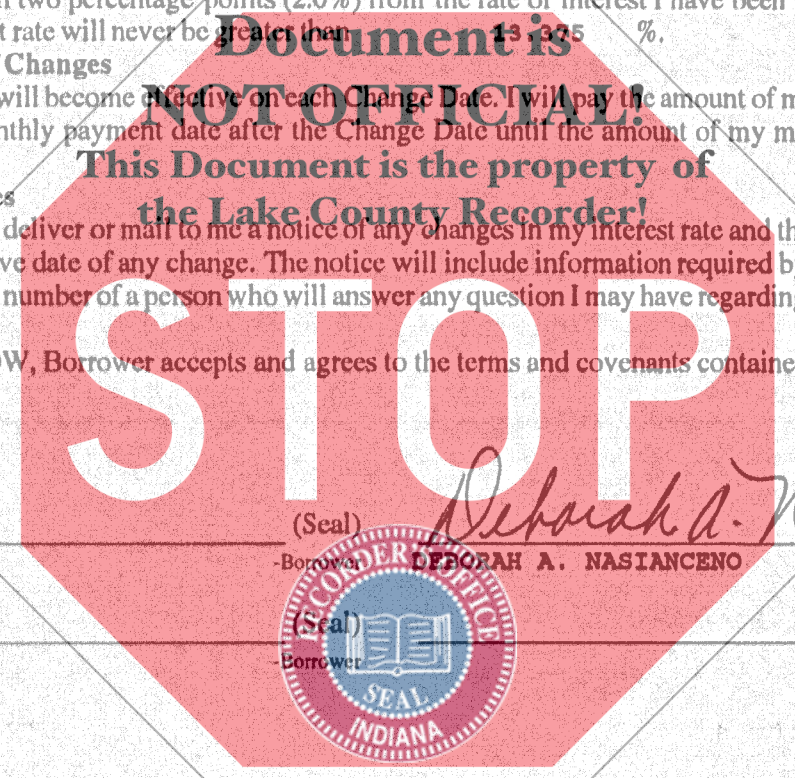 two percentage points (2.0%) from the rate of interest I have been
t rate will never be greater than 13.375 %.
Changes
will become effective on each Change Date. I will pay the amount of m
nthly payment date after the Change Date until the amount of my m
es
deliver or mail to me a notice of any changes in my interest rate and th
ve date of any change. The notice will include information required b
number of a person who will answer any question I may have regarding
OW, Borrower accepts and agrees to the terms and covenants containe
Document is
NOT OFFICIAL!
This Document is the property of
the Lake County Recorder!
STOP
Deborah A. N
(Seal)
-Borrower DEBORAH A. NASIANCENO
(Seal)
-Borrower
RECORDER'S OFFICE
SEAL
INDIANA